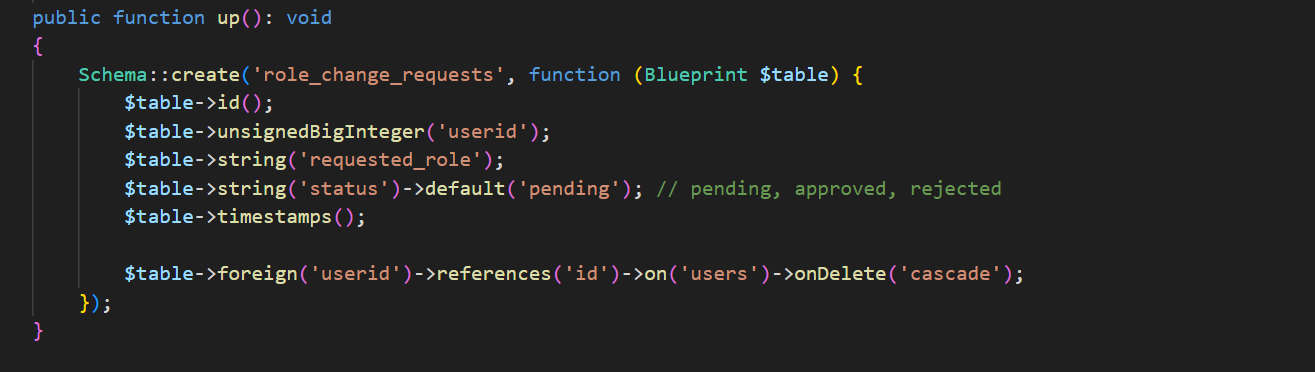 public function up(): void
{
    Schema::create('role_change_requests', function (Blueprint $table) {
        $table->id();
        $table->unsignedBigInteger('userid');
        $table->string('requested_role');
        $table->string('status')->default('pending'); // pending, approved, rejected
        $table->timestamps();

        $table->foreign('userid')->references('id')->on('users')->onDelete('cascade');
    });
}